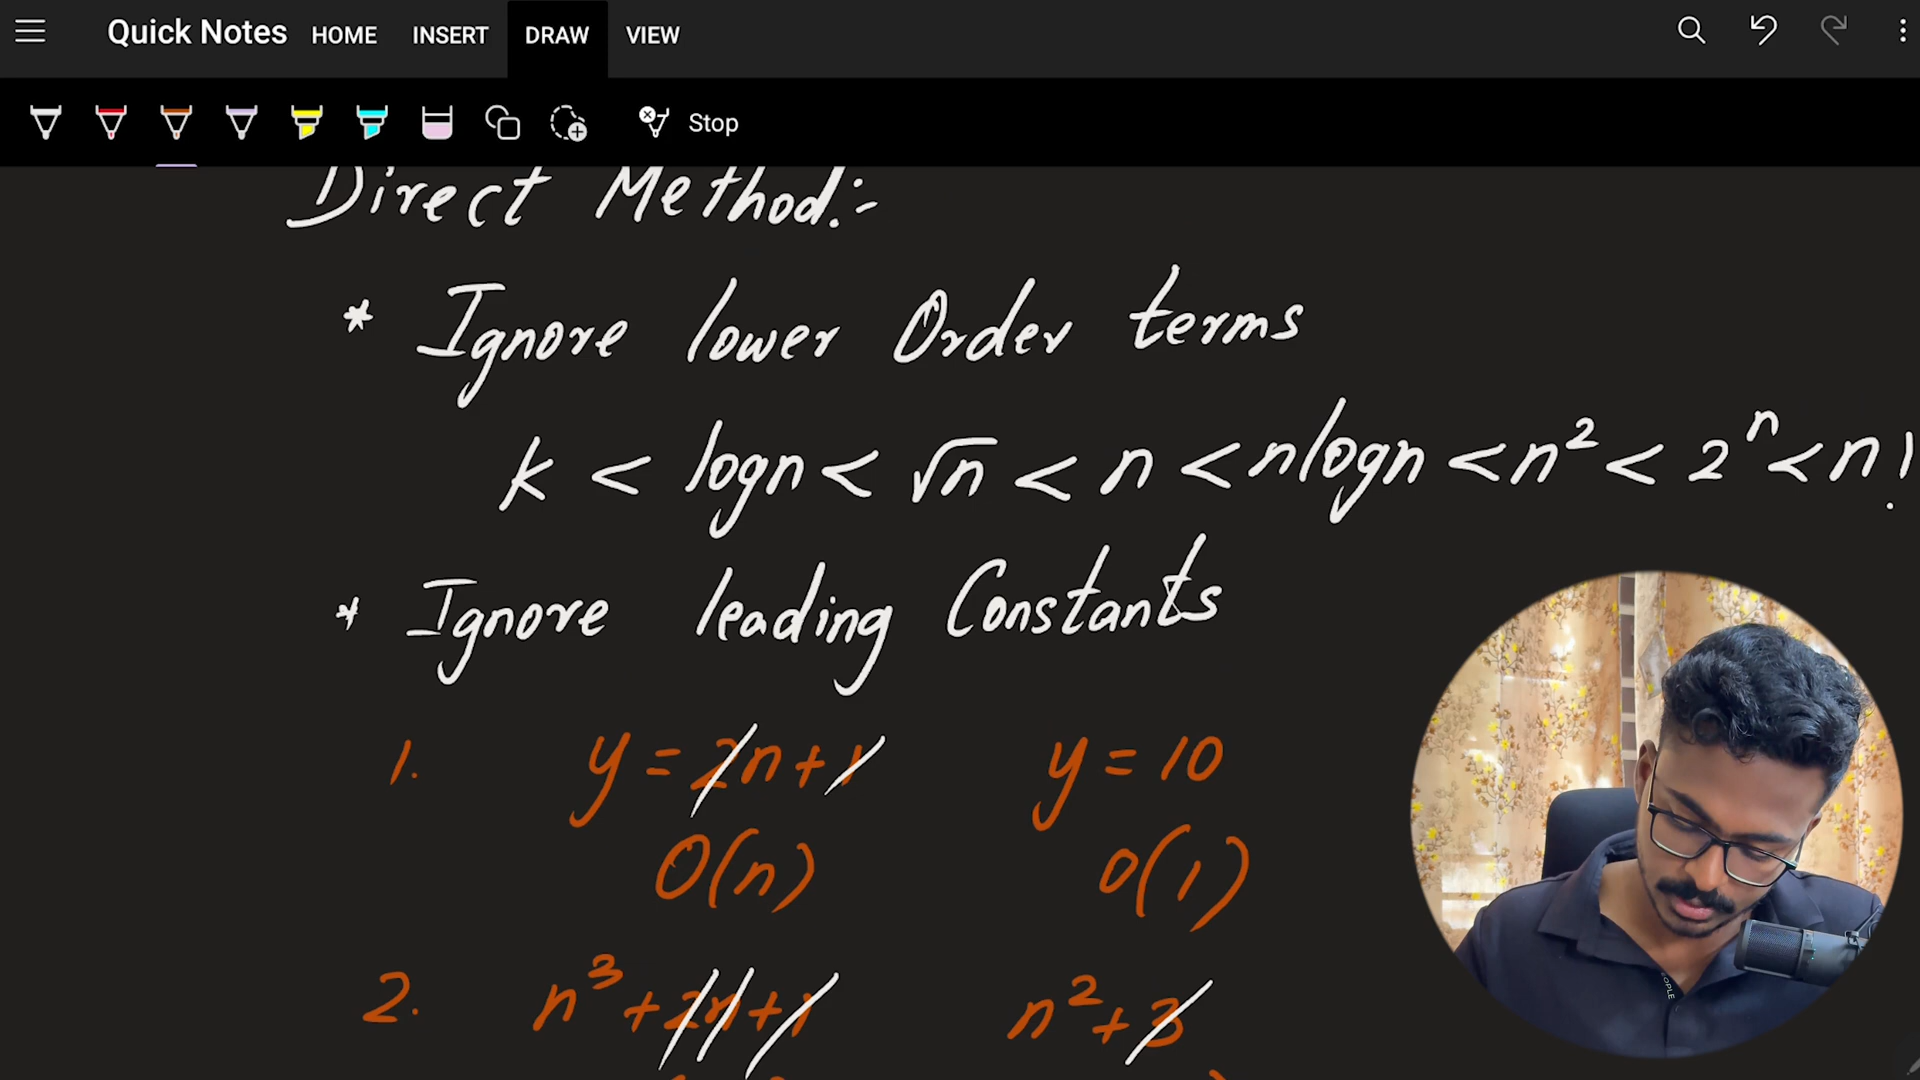 Quick Notes HOME INSERT DRAW VIEW
Stop
Direct Method:-
* Ignore lower Order terms
k < logn < √n < n < nlogn < n² < 2ⁿ < n!
* Ignore leading Constants
1. y = 2n + 1 y = 10
O(n) O(1)
2. n³ + 2n + 1 n² + 3